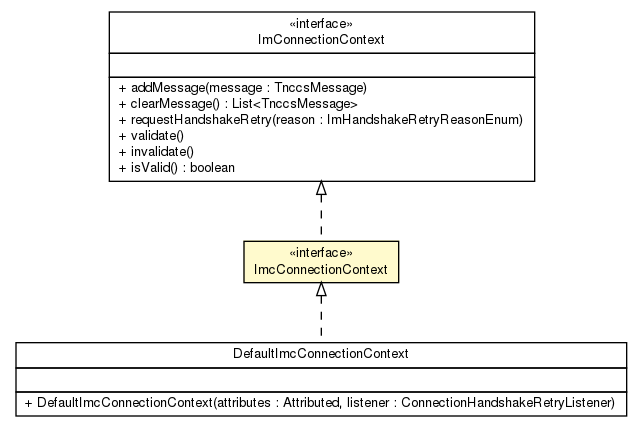 «interface»
ImConnectionContext
+ addMessage(message : TnccsMessage)
+ clearMessage() : List<TnccsMessage>
+ requestHandshakeRetry(reason : ImHandshakeRetryReasonEnum)
+ validate()
+ invalidate()
+ isValid() : boolean
«interface»
ImcConnectionContext
DefaultImcConnectionContext
+ DefaultImcConnectionContext(attributes : Attributed, listener : ConnectionHandshakeRetryListener)